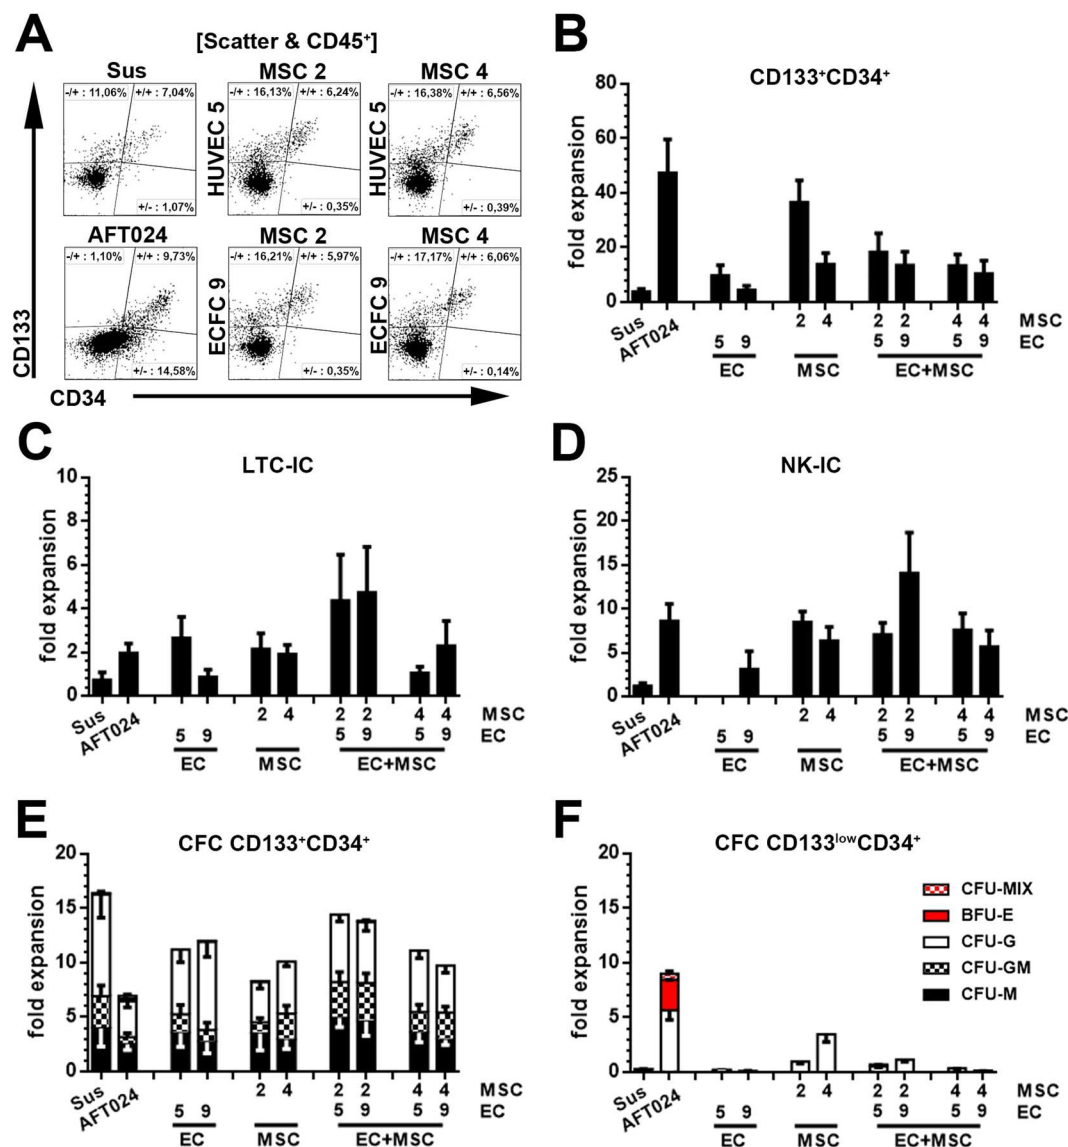 A
[Scatter & CD45⁺]
Sus
MSC 2
MSC 4
-/+ : 11,06% +/+ : 7,04%
+/- : 1,07%
HUVEC 5
-/+ : 16,13% +/+ : 6,24%
+/- : 0,35%
HUVEC 5
-/+ : 16,38% +/+ : 6,56%
+/- : 0,39%
AFT024
MSC 2
MSC 4
-/+ : 1,10% +/+ : 9,73%
+/- : 14,58%
ECFC 9
-/+ : 16,21% +/+ : 5,97%
+/- : 0,35%
ECFC 9
-/+ : 17,17% +/+ : 6,06%
+/- : 0,14%
CD133
CD34
B
CD133⁺CD34⁺
fold expansion
80
60
40
20
0
Sus
AFT024
2 4 2 2 4 4 MSC
5 9 5 9 5 9 EC
EC MSC EC+MSC
C
LTC-IC
fold expansion
10
8
6
4
2
0
Sus
AFT024
2 4 2 2 4 4 MSC
5 9 5 9 5 9 EC
EC MSC EC+MSC
D
NK-IC
fold expansion
25
20
15
10
5
0
Sus
AFT024
2 4 2 2 4 4 MSC
5 9 5 9 5 9 EC
EC MSC EC+MSC
E
CFC CD133⁺CD34⁺
fold expansion
20
15
10
5
0
Sus
AFT024
2 4 2 2 4 4 MSC
5 9 5 9 5 9 EC
EC MSC EC+MSC
F
CFC CD133ˡᵒʷCD34⁺
fold expansion
20
15
10
5
0
CFU-MIX
BFU-E
CFU-G
CFU-GM
CFU-M
Sus
AFT024
2 4 2 2 4 4 MSC
5 9 5 9 5 9 EC
EC MSC EC+MSC